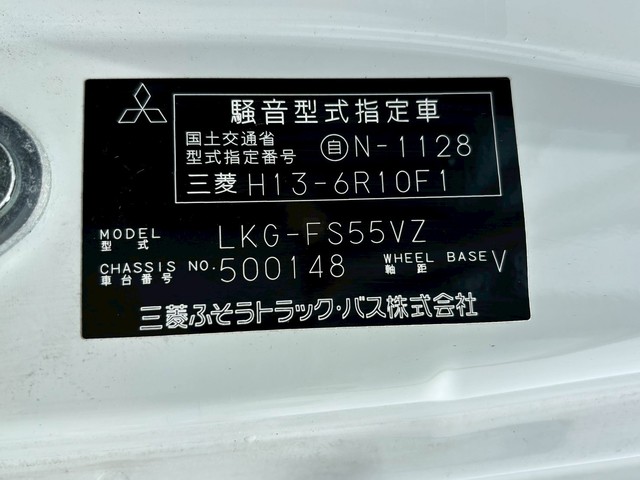 騒音型式指定車
国土交通省
型式指定番号 自N-1128
三菱 H13-6R10F1
MODEL
型式 LKG-FS55VZ
CHASSIS NO.
車台番号 500148 WHEEL BASE
軸距 V
三菱ふそうトラック・バス株式会社